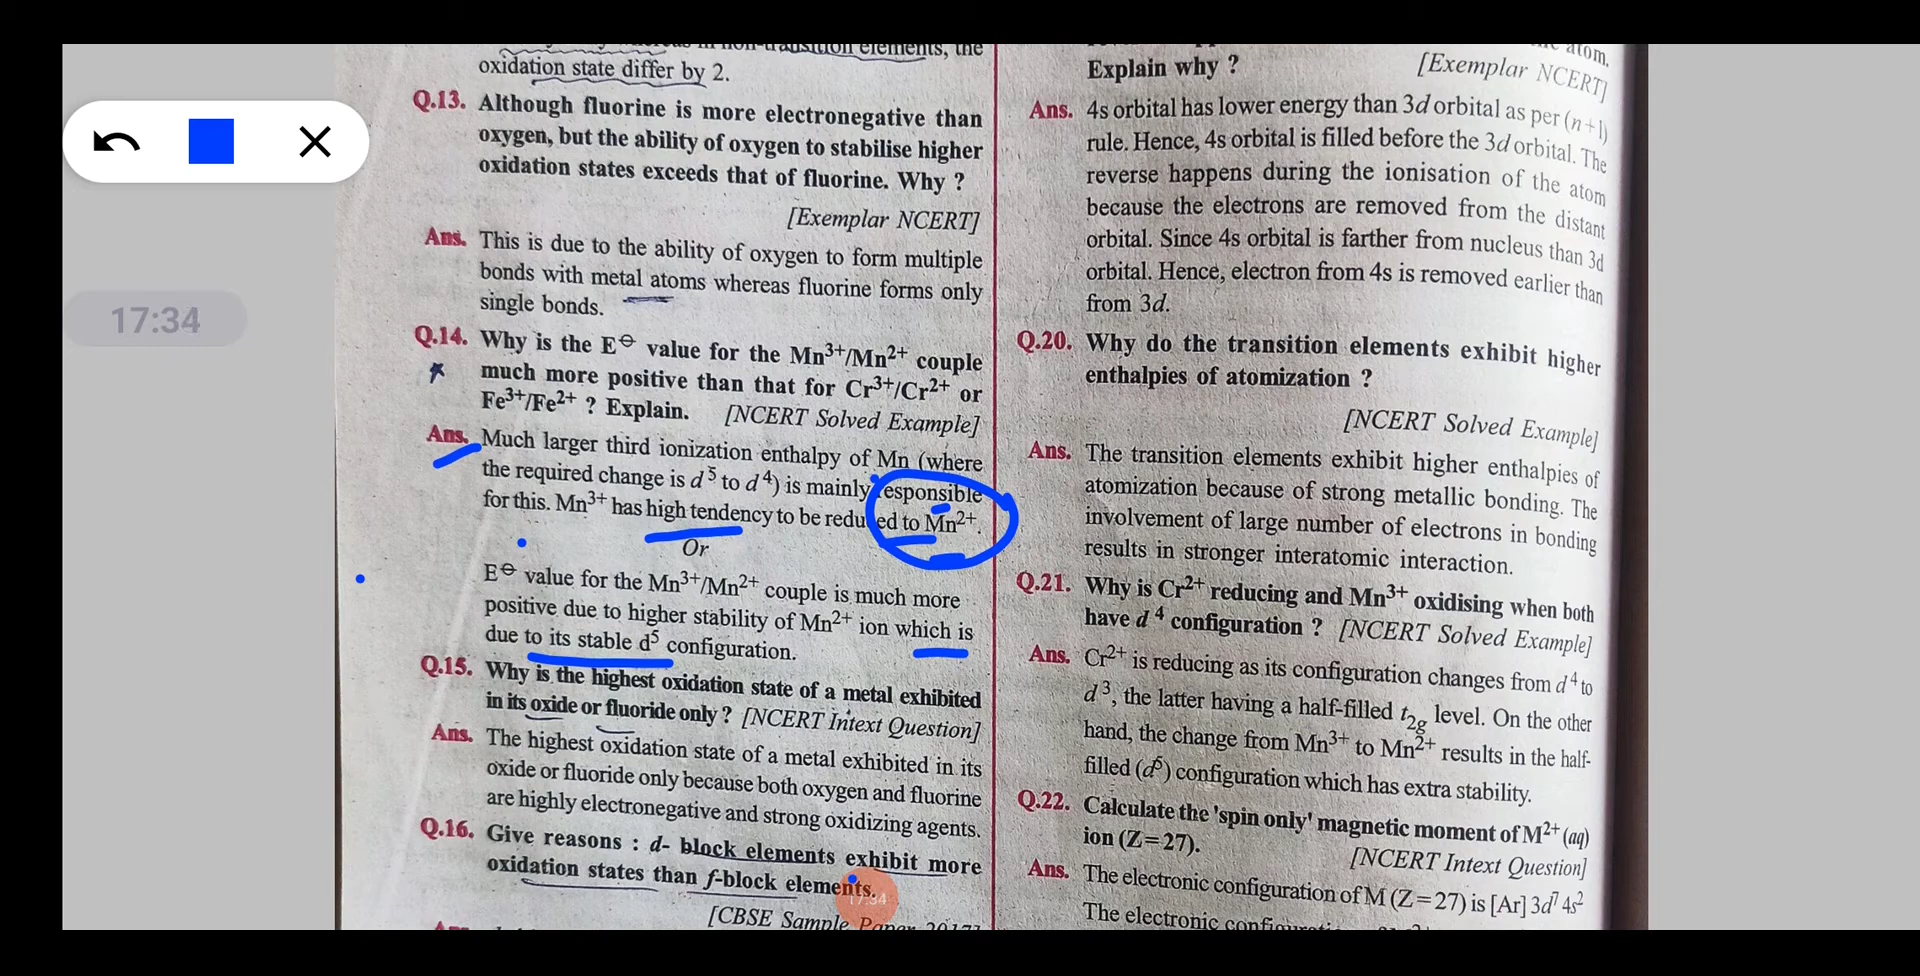 in non-transition elements, the
oxidation state differ by 2.
Q.13. Although fluorine is more electronegative than
oxygen, but the ability of oxygen to stabilise higher
oxidation states exceeds that of fluorine. Why ?
[Exemplar NCERT]
Ans. This is due to the ability of oxygen to form multiple
bonds with metal atoms whereas fluorine forms only
single bonds.
Q.14. Why is the E⊖ value for the Mn³⁺/Mn²⁺ couple
much more positive than that for Cr³⁺/Cr²⁺ or
Fe³⁺/Fe²⁺ ? Explain. [NCERT Solved Example]
Ans. Much larger third ionization enthalpy of Mn (where
the required change is d⁵ to d⁴) is mainly responsible
for this. Mn³⁺ has high tendency to be reduced to Mn²⁺.
Or
E⊖ value for the Mn³⁺/Mn²⁺ couple is much more
positive due to higher stability of Mn²⁺ ion which is
due to its stable d⁵ configuration.
Q.15. Why is the highest oxidation state of a metal exhibited
in its oxide or fluoride only ? [NCERT Intext Question]
Ans. The highest oxidation state of a metal exhibited in its
oxide or fluoride only because both oxygen and fluorine
are highly electronegative and strong oxidizing agents.
Q.16. Give reasons : d- block elements exhibit more
oxidation states than f-block elements.
[CBSE Sample Paper 2017]
atom.
Explain why ? [Exemplar NCERT]
Ans. 4s orbital has lower energy than 3d orbital as per (n+1)
rule. Hence, 4s orbital is filled before the 3d orbital. The
reverse happens during the ionisation of the atom
because the electrons are removed from the distant
orbital. Since 4s orbital is farther from nucleus than 3d
orbital. Hence, electron from 4s is removed earlier than
from 3d.
Q.20. Why do the transition elements exhibit higher
enthalpies of atomization ?
[NCERT Solved Example]
Ans. The transition elements exhibit higher enthalpies of
atomization because of strong metallic bonding. The
involvement of large number of electrons in bonding
results in stronger interatomic interaction.
Q.21. Why is Cr²⁺ reducing and Mn³⁺ oxidising when both
have d⁴ configuration ? [NCERT Solved Example]
Ans. Cr²⁺ is reducing as its configuration changes from d⁴ to
d³, the latter having a half-filled t₂g level. On the other
hand, the change from Mn³⁺ to Mn²⁺ results in the half-
filled (d⁵) configuration which has extra stability.
Q.22. Calculate the 'spin only' magnetic moment of M²⁺ (aq)
ion (Z=27). [NCERT Intext Question]
Ans. The electronic configuration of M (Z=27) is [Ar] 3d⁷ 4s²
The electronic
17:34
17:34